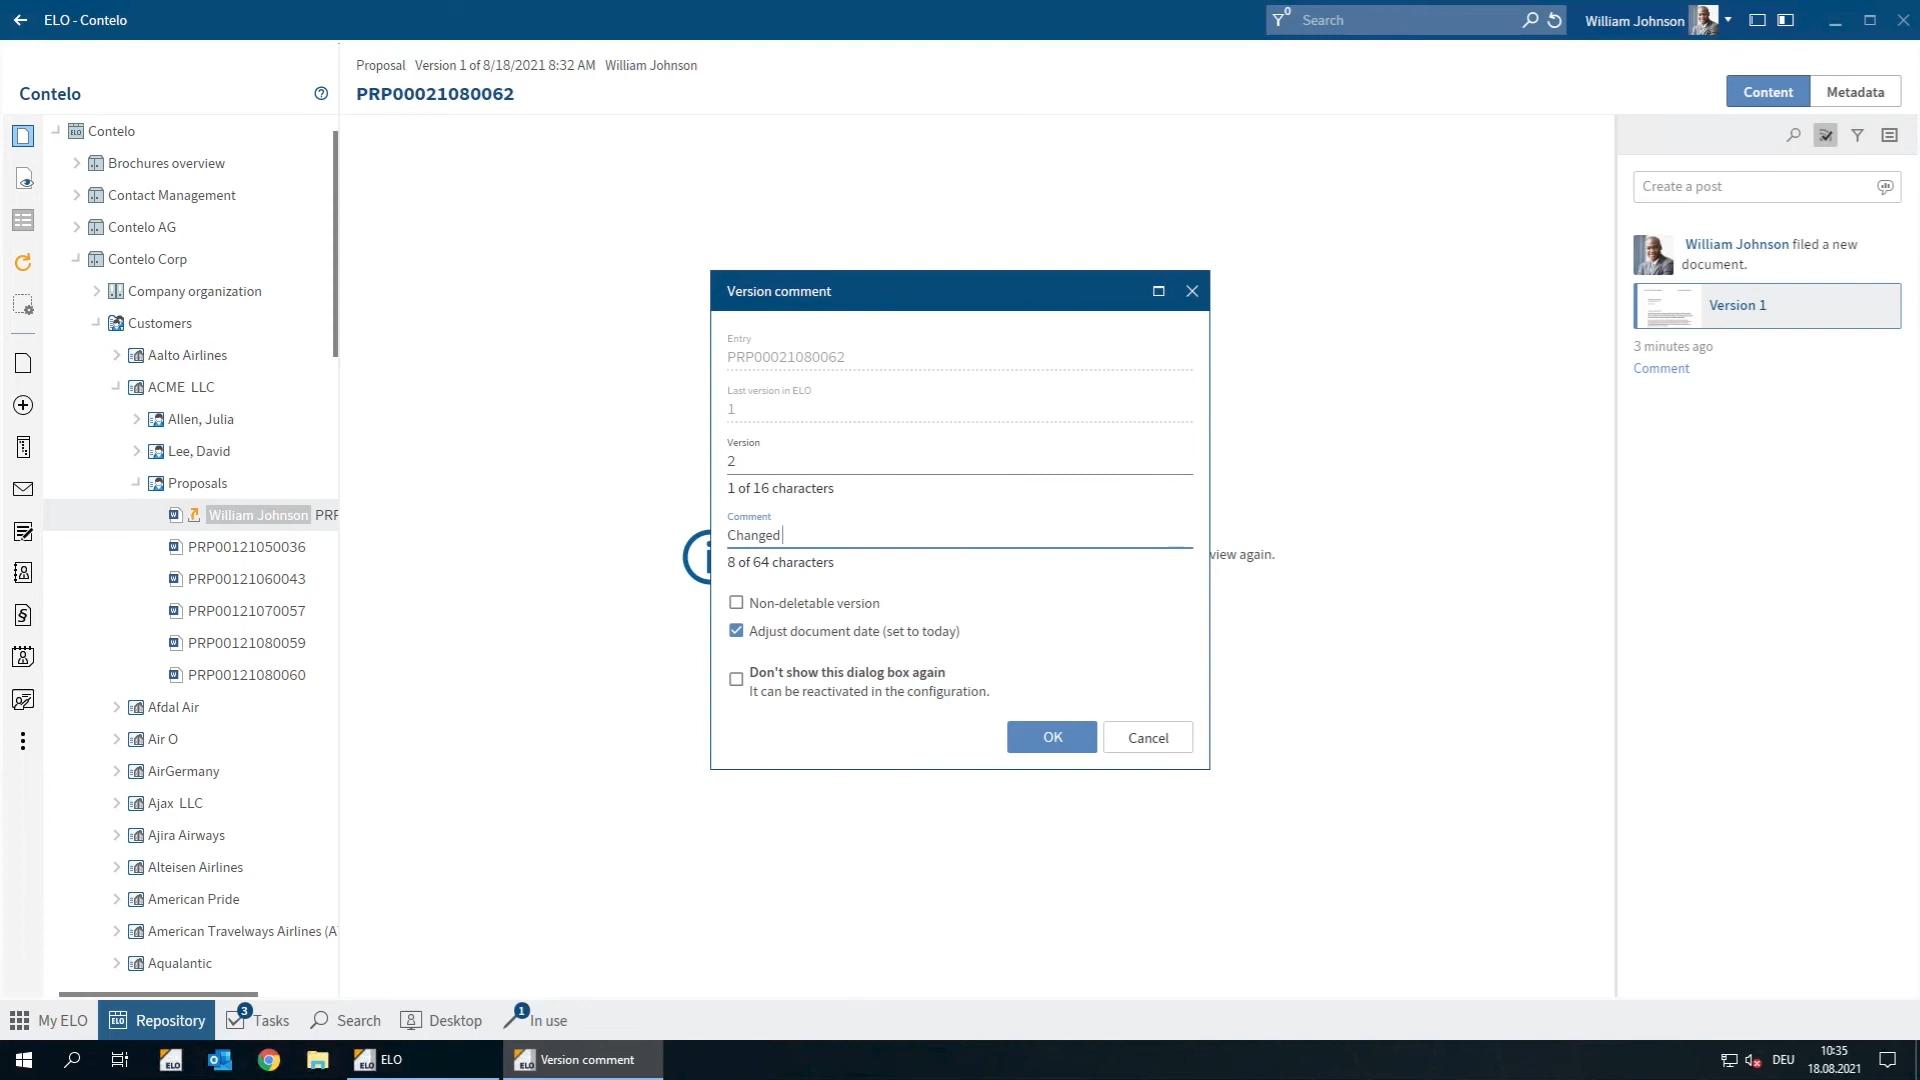 ELO - Contelo
0
Search
William Johnson
Contelo
Proposal Version 1 of 8/18/2021 8:32 AM William Johnson
PRP00021080062
Content
Metadata
Contelo
Brochures overview
Contact Management
Contelo AG
Contelo Corp
Company organization
Customers
Aalto Airlines
ACME LLC
Allen, Julia
Lee, David
Proposals
William Johnson PRP
PRP00121050036
PRP00121060043
PRP00121070057
PRP00121080059
PRP00121080060
Afdal Air
Air O
AirGermany
Ajax LLC
Ajira Airways
Alteisen Airlines
American Pride
American Travelways Airlines (A
Aqualantic
Version comment
Entry
PRP00021080062
Last version in ELO
1
Version
2
1 of 16 characters
Comment
Changed
8 of 64 characters
Non-deletable version
Adjust document date (set to today)
Don't show this dialog box again
It can be reactivated in the configuration.
OK
Cancel
view again.
Create a post
William Johnson filed a new
document.
Version 1
3 minutes ago
Comment
My ELO
Repository
3
Tasks
Search
Desktop
1
In use
ELO
Version comment
DEU
10:35
18.08.2021